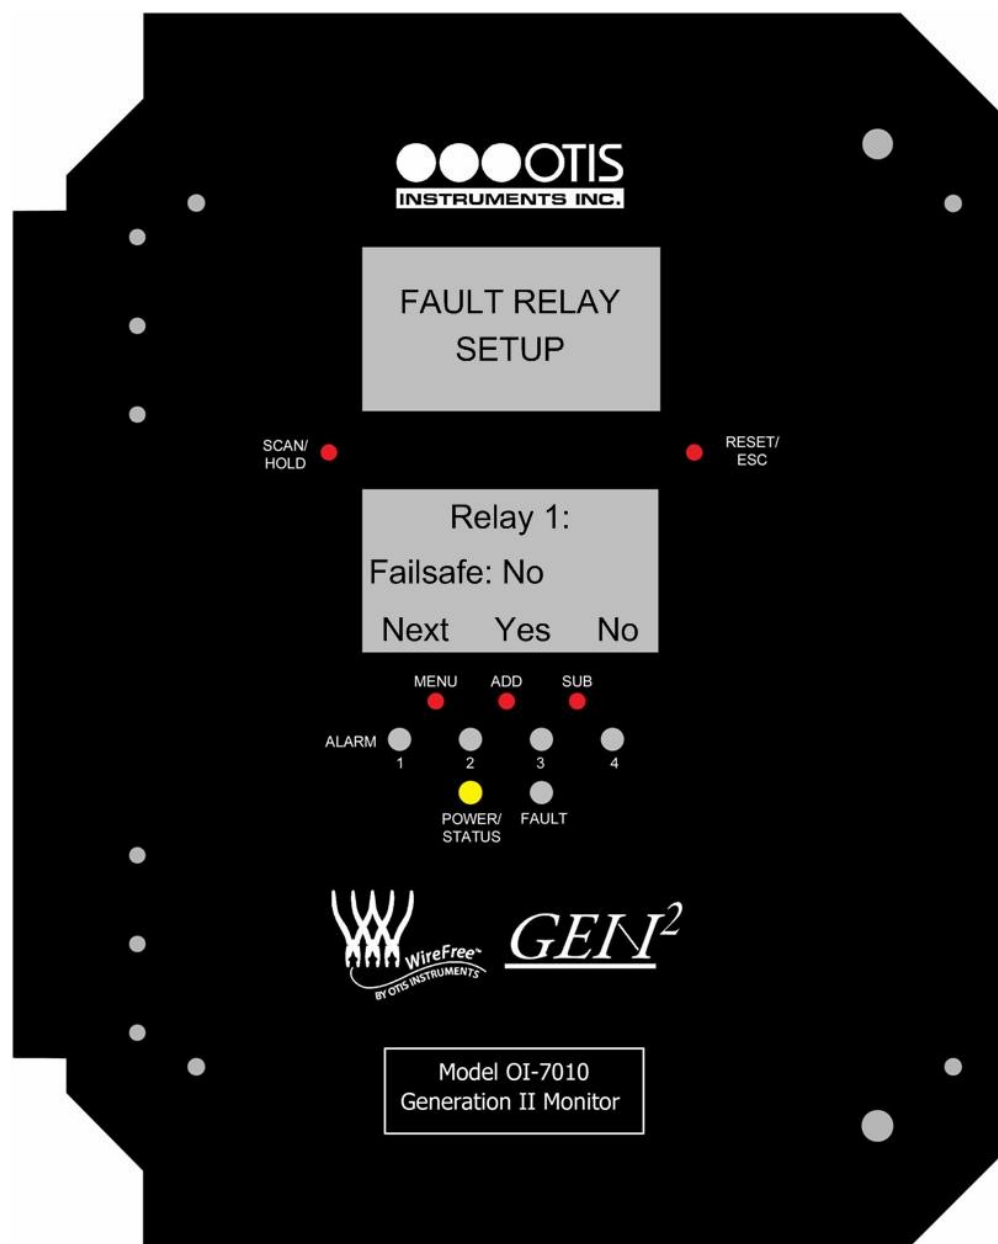 OTIS
INSTRUMENTS INC.
FAULT RELAY
SETUP
SCAN/
HOLD
RESET/
ESC
Relay 1:
Failsafe: No
Next Yes No
MENU ADD SUB
ALARM
1 2 3 4
POWER/
STATUS
FAULT
WireFree™
BY OTIS INSTRUMENTS
GEN²
Model OI-7010
Generation II Monitor